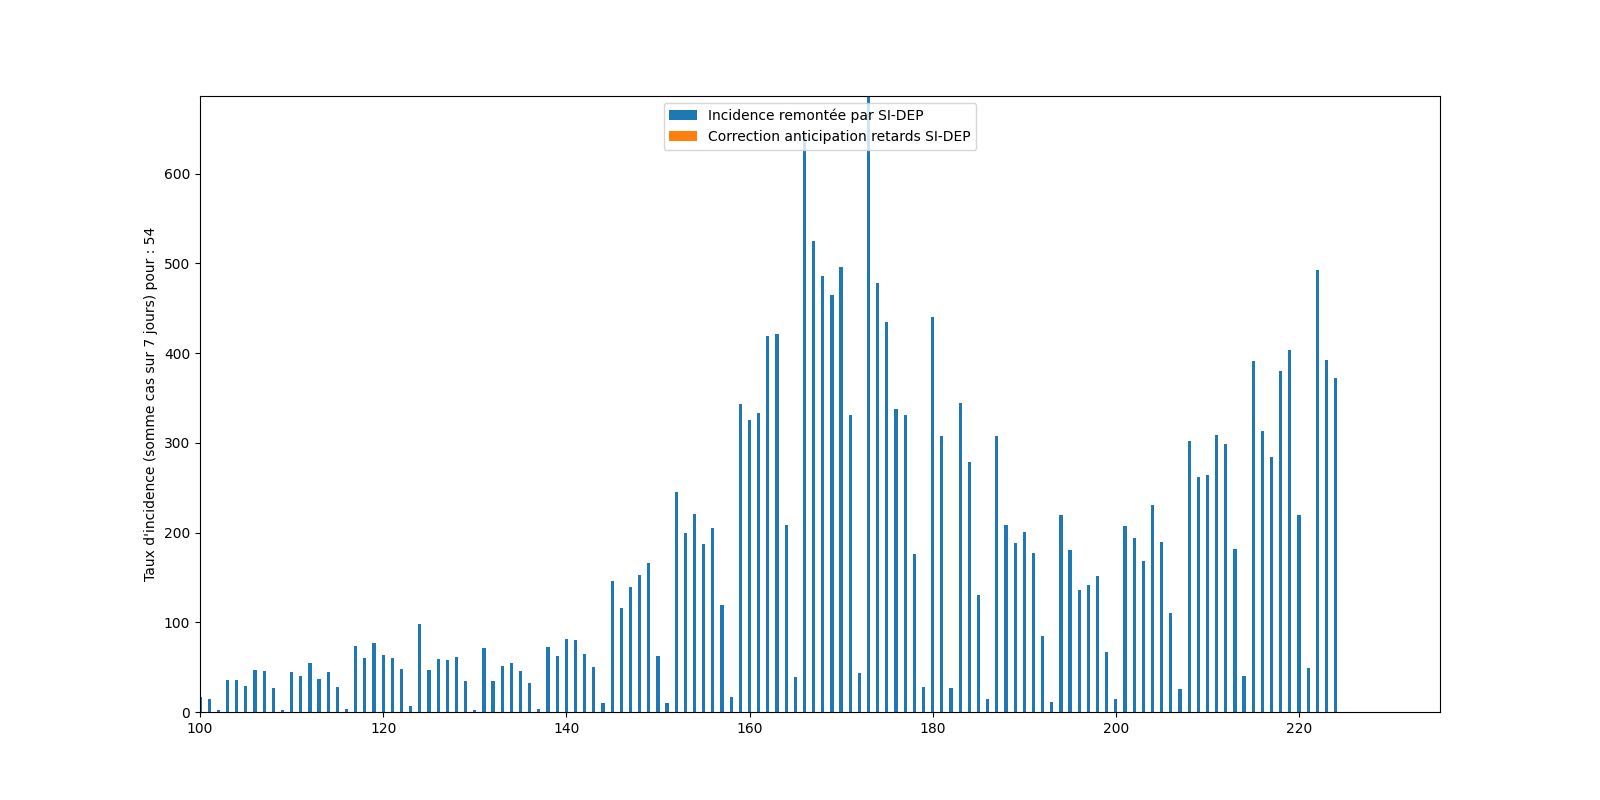 Incidence remontée par SI-DEP
Correction anticipation retards SI-DEP
Taux d'incidence (somme cas sur 7 jours) pour : 54
600
500
400
300
200
100
0
100 120 140 160 180 200 220